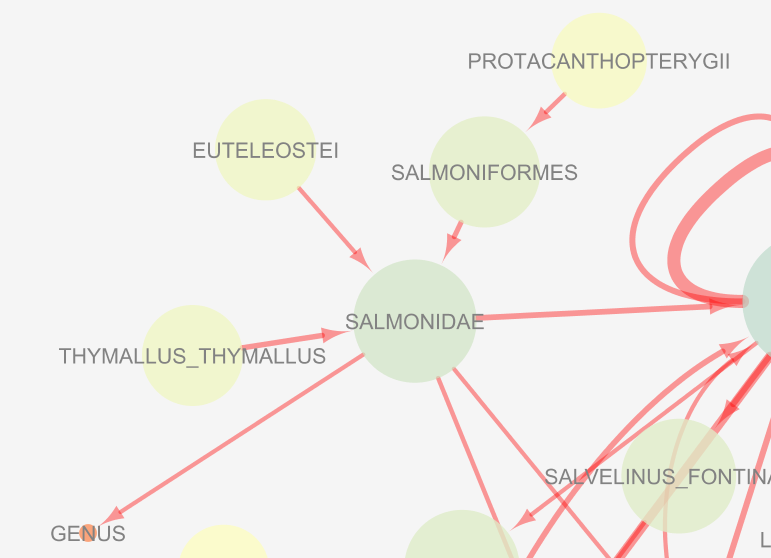 PROTACANTHOPTERYGII
EUTELEOSTEI
SALMONIFORMES
SALMONIDAE
THYMALLUS_THYMALLUS
SALVELINUS_FONTINA
GENUS
L